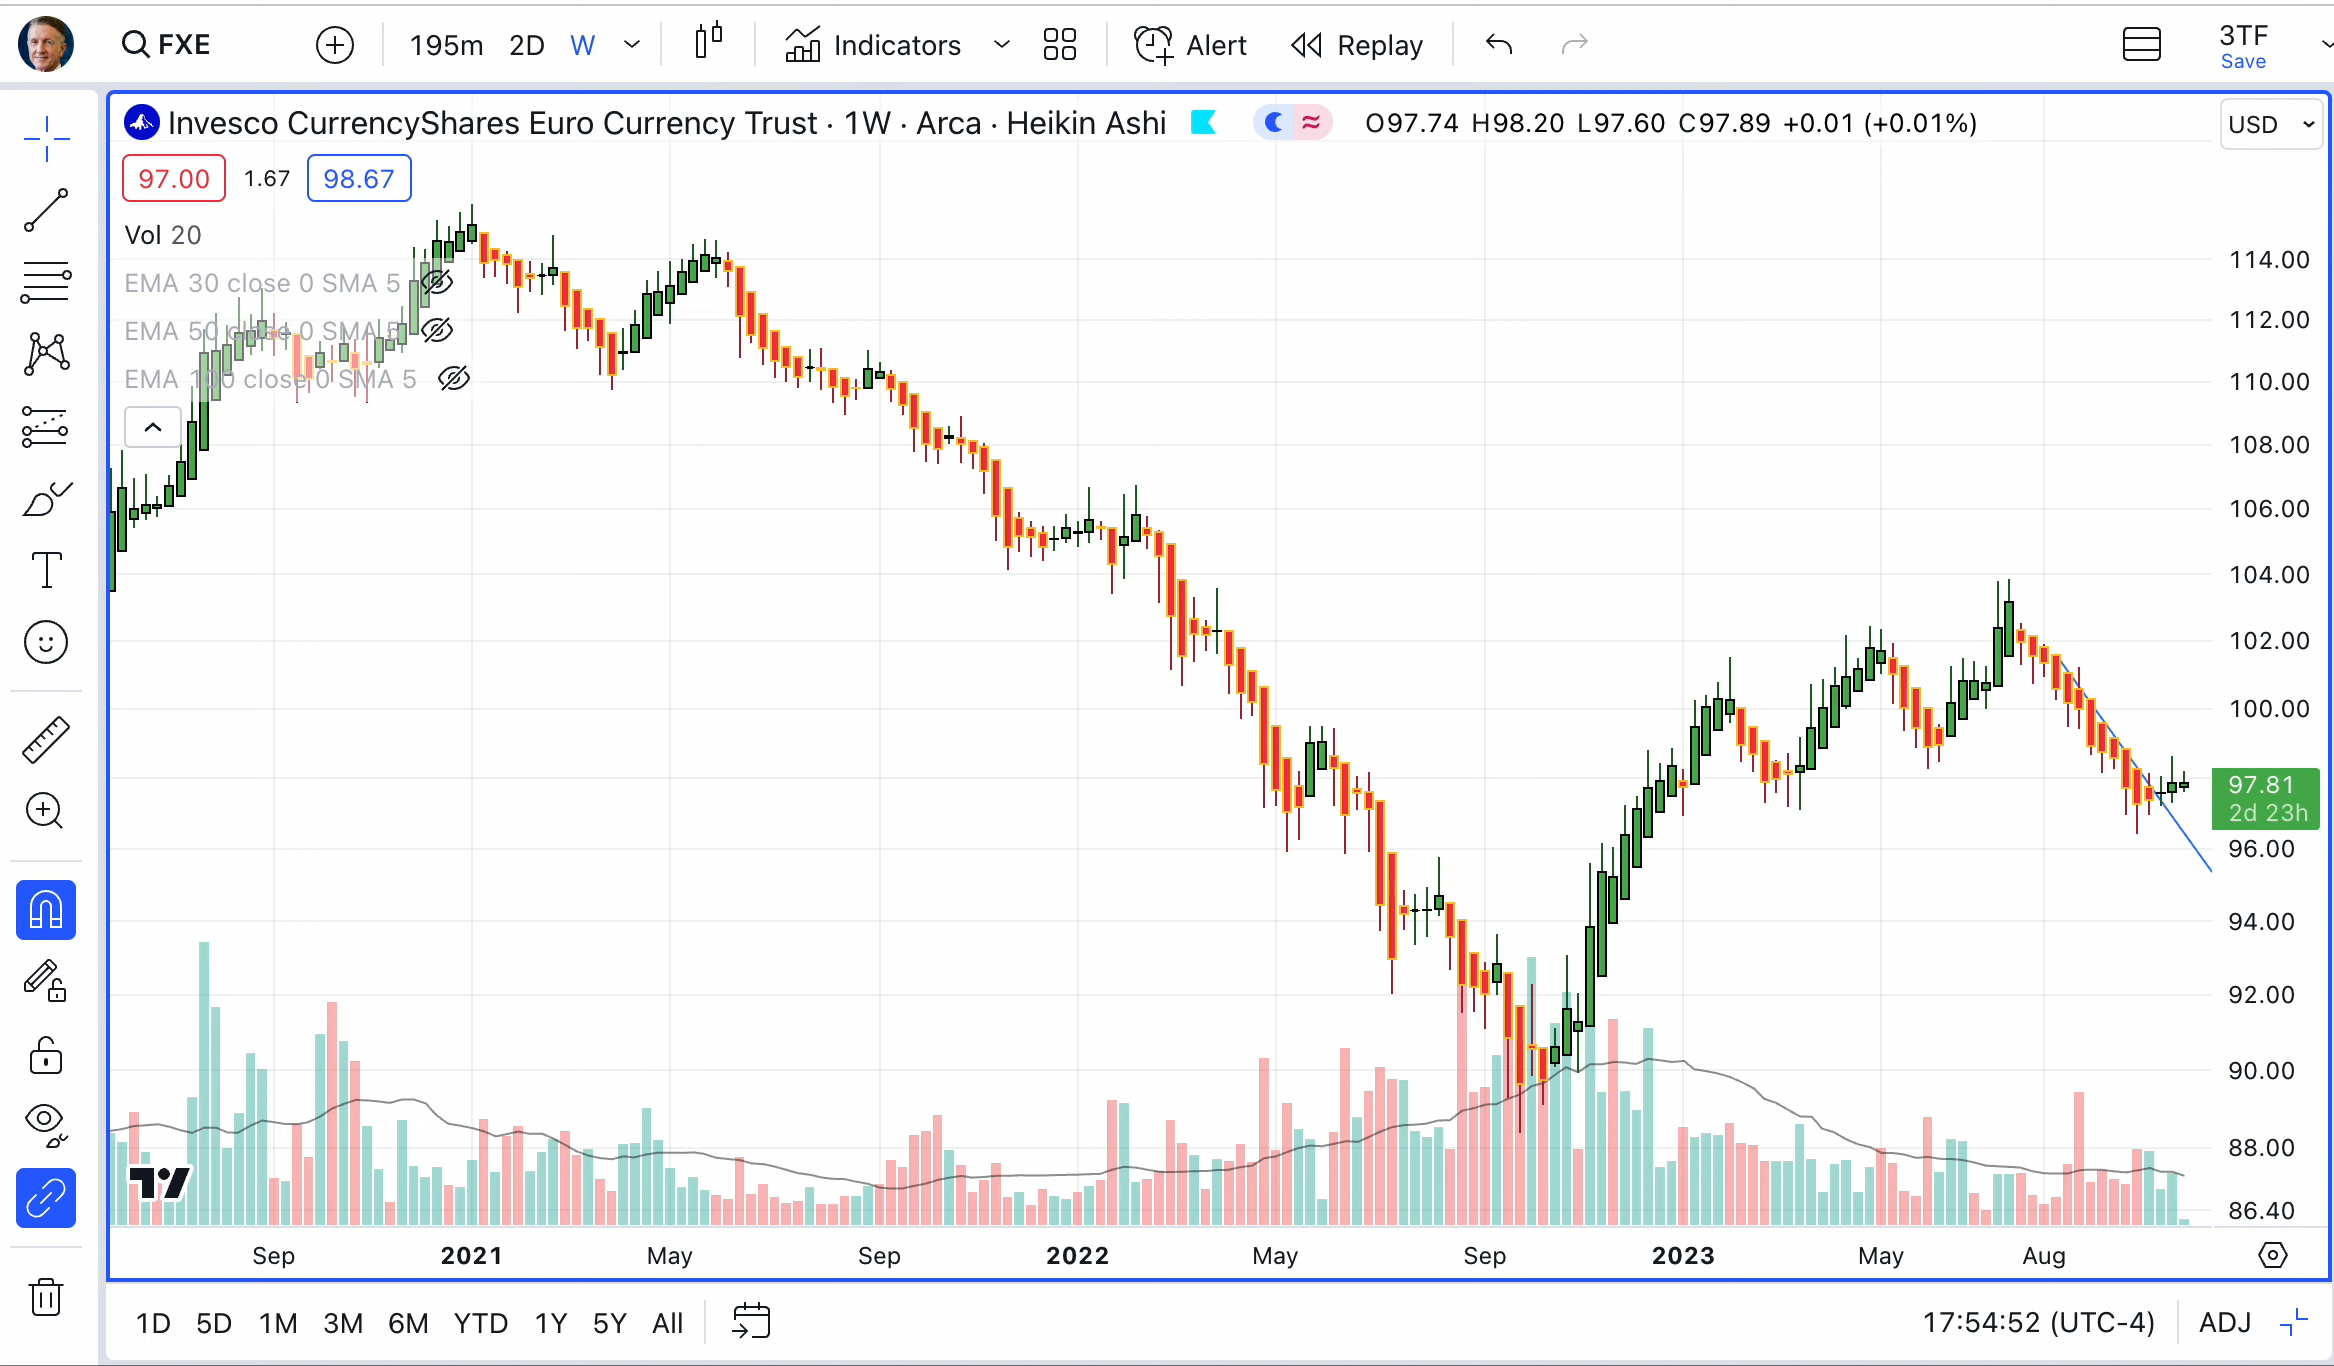 FXE 195m 2D W Indicators Alert Replay 3TF
Save
Invesco CurrencyShares Euro Currency Trust · 1W · Arca · Heikin Ashi O97.74 H98.20 L97.60 C97.89 +0.01 (+0.01%) USD
97.00 1.67 98.67
Vol 20
EMA 30 close 0 SMA 5
EMA 50 close 0 SMA 5
EMA 100 close 0 SMA 5
114.00
112.00
110.00
108.00
106.00
104.00
102.00
100.00
97.81
2d 23h
96.00
94.00
92.00
90.00
88.00
86.40
Sep 2021 May Sep 2022 May Sep 2023 May Aug
1D 5D 1M 3M 6M YTD 1Y 5Y All 17:54:52 (UTC-4) ADJ